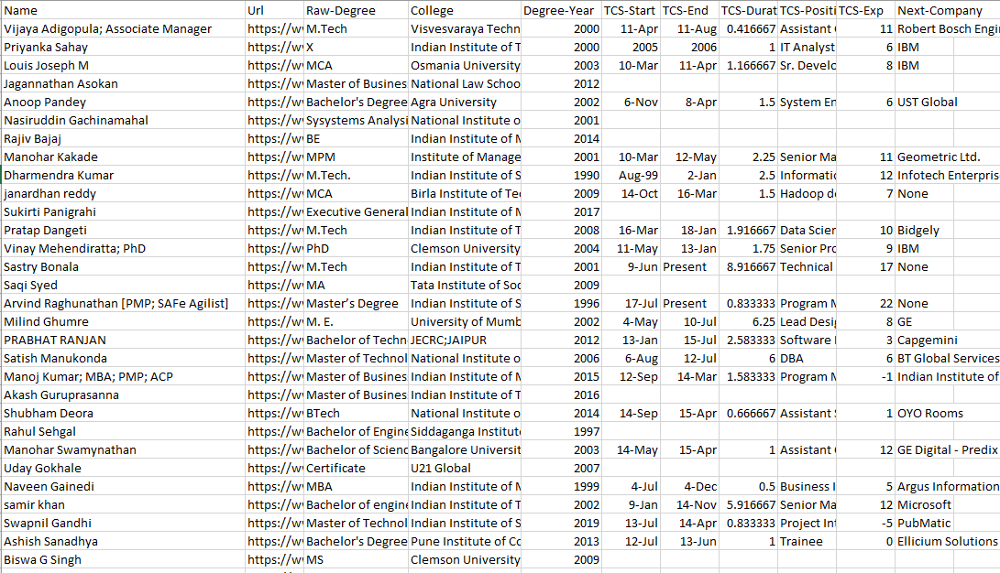 Name Url Raw-Degree College Degree-Year TCS-Start TCS-End TCS-Durat TCS-Positi TCS-Exp Next-Company
Vijaya Adigopula; Associate Manager https://w M.Tech Visvesvaraya Techn 2000 11-Apr 11-Aug 0.416667 Assistant 11 Robert Bosch Engi
Priyanka Sahay https://w X Indian Institute of T 2000 2005 2006 1 IT Analyst 6 IBM
Louis Joseph M https://w MCA Osmania University 2003 10-Mar 11-Apr 1.166667 Sr. Develo 8 IBM
Jagannathan Asokan https://w Master of Busines National Law Schoo 2012
Anoop Pandey https://w Bachelor's Degree Agra University 2002 6-Nov 8-Apr 1.5 System En 6 UST Global
Nasiruddin Gachinamahal https://w Sysystems Analysi National Institute o 2001
Rajiv Bajaj https://w BE Indian Institute of M 2014
Manohar Kakade https://w MPM Institute of Manage 2001 10-Mar 12-May 2.25 Senior Ma 11 Geometric Ltd.
Dharmendra Kumar https://w M.Tech. Indian Institute of S 1990 Aug-99 2-Jan 2.5 Informatic 12 Infotech Enterpris
janardhan reddy https://w MCA Birla Institute of Tec 2009 14-Oct 16-Mar 1.5 Hadoop de 7 None
Sukirti Panigrahi https://w Executive General Indian Institute of M 2017
Pratap Dangeti https://w M.Tech Indian Institute of T 2008 16-Mar 18-Jan 1.916667 Data Scien 10 Bidgely
Vinay Mehendiratta; PhD https://w PhD Clemson University 2004 11-May 13-Jan 1.75 Senior Pro 9 IBM
Sastry Bonala https://w M.Tech Indian Institute of T 2001 9-Jun Present 8.916667 Technical 17 None
Saqi Syed https://w MA Tata Institute of Soc 2009
Arvind Raghunathan [PMP; SAFe Agilist] https://w Master’s Degree Indian Institute of S 1996 17-Jul Present 0.833333 Program M 22 None
Milind Ghumre https://w M. E. University of Mumb 2002 4-May 10-Jul 6.25 Lead Desi 8 GE
PRABHAT RANJAN https://w Bachelor of Techn JECRC;JAIPUR 2012 13-Jan 15-Jul 2.583333 Software 3 Capgemini
Satish Manukonda https://w Master of Technol National Institute o 2006 6-Aug 12-Jul 6 DBA 6 BT Global Services
Manoj Kumar; MBA; PMP; ACP https://w Master of Busines Indian Institute of M 2015 12-Sep 14-Mar 1.583333 Program M -1 Indian Institute of
Akash Guruprasanna https://w Master of Busines Indian Institute of T 2016
Shubham Deora https://w BTech National Institute o 2014 14-Sep 15-Apr 0.666667 Assistant S 1 OYO Rooms
Rahul Sehgal https://w Bachelor of Engine Siddaganga Institut 1997
Manohar Swamynathan https://w Bachelor of Scienc Bangalore Universit 2003 14-May 15-Apr 1 Assistant 12 GE Digital - Predix
Uday Gokhale https://w Certificate U21 Global 2007
Naveen Gainedi https://w MBA Indian Institute of M 1999 4-Jul 4-Dec 0.5 Business I 5 Argus Information
samir khan https://w Bachelor of engine Indian Institute of T 2002 9-Jan 14-Nov 5.916667 Senior Ma 12 Microsoft
Swapnil Gandhi https://w Master of Technol Indian Institute of S 2019 13-Jul 14-Apr 0.833333 Project Int -5 PubMatic
Ashish Sanadhya https://w Bachelor's Degree Pune Institute of Co 2013 12-Jul 13-Jun 1 Trainee 0 Ellicium Solutions
Biswa G Singh https://w MS Clemson University 2009